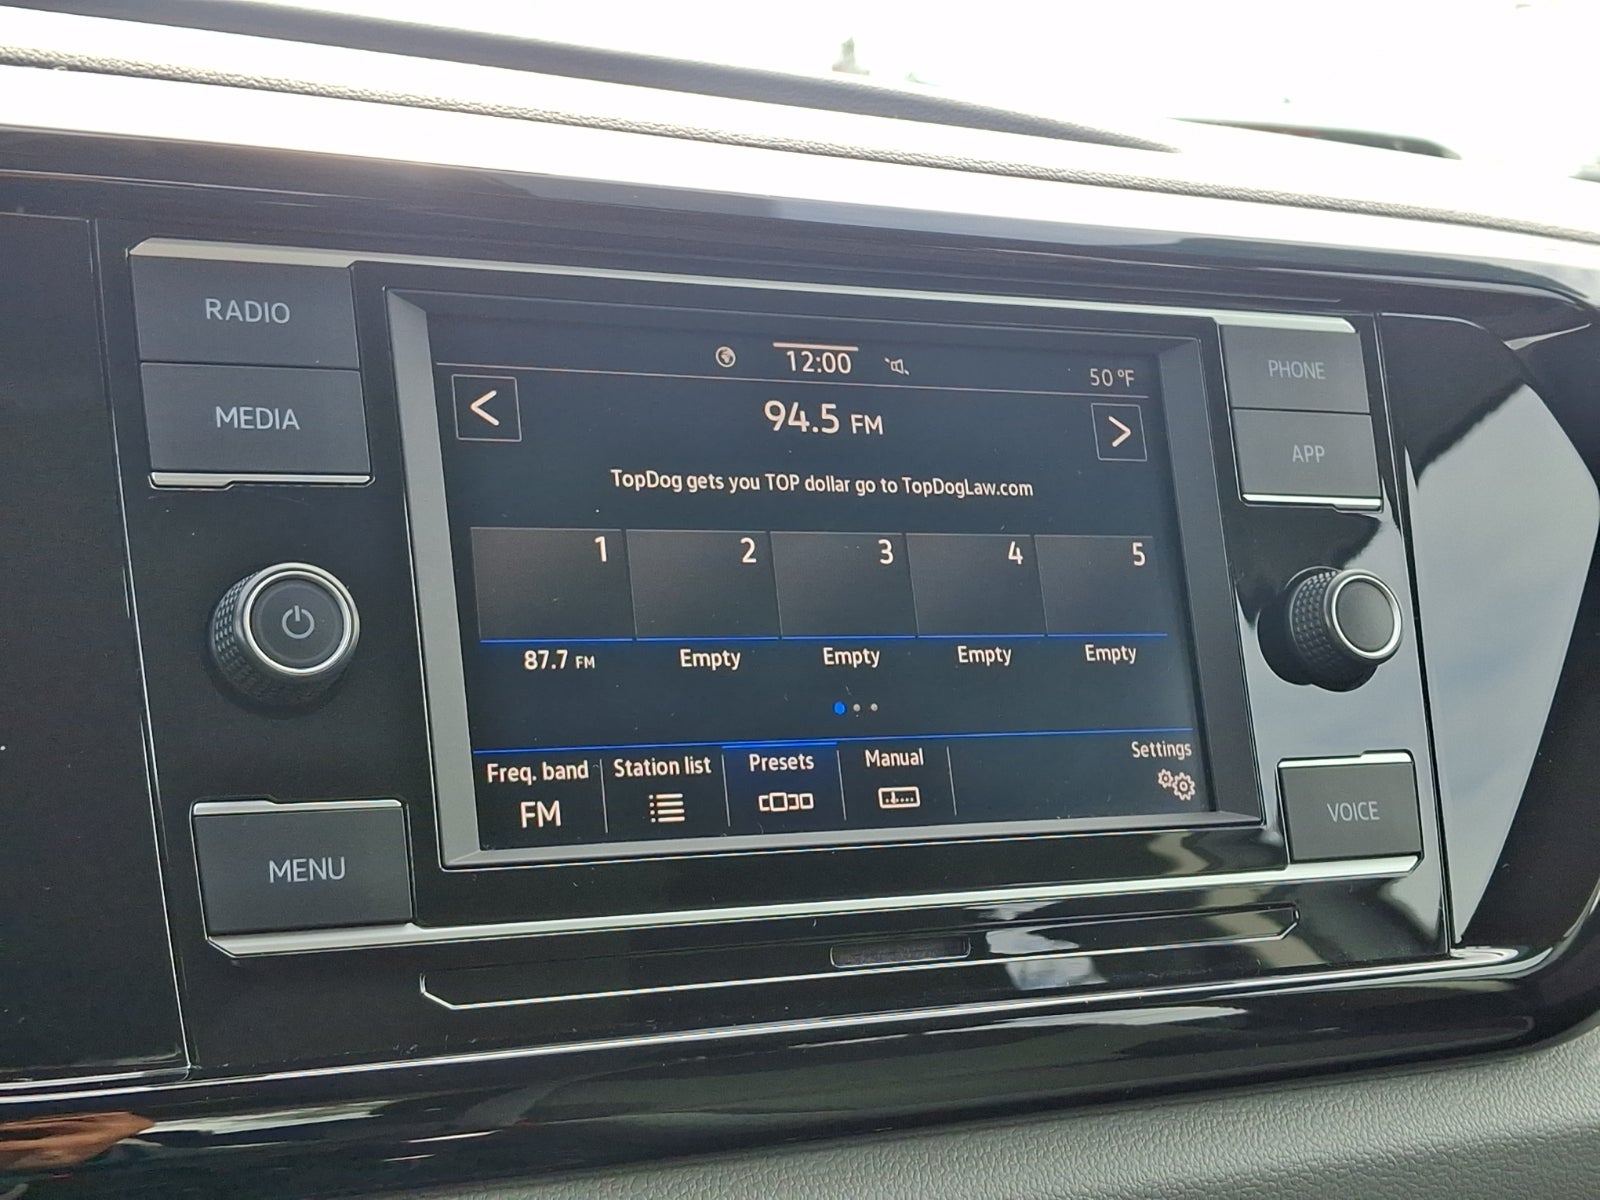 RADIO
MEDIA
MENU
12:00
50 °F
94.5 FM
TopDog gets you TOP dollar go to TopDogLaw.com
1 2 3 4 5
87.7 FM Empty Empty Empty Empty
Freq. band Station list Presets Manual Settings
FM
PHONE
APP
VOICE